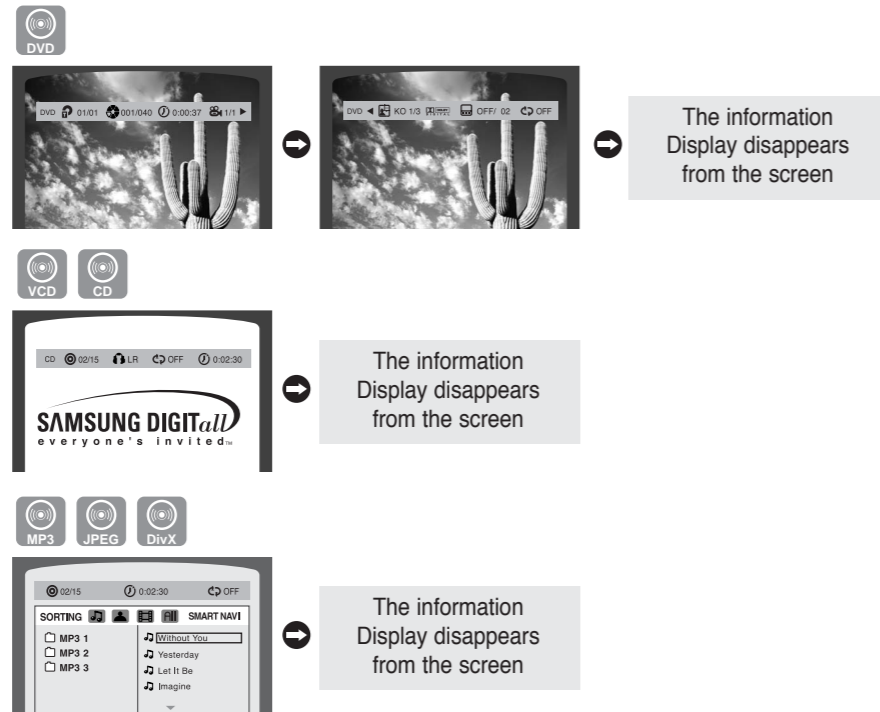 DVD
DVD 01/01 001/040 0:00:37 1/1
DVD KO 1/3 OFF/ 02 OFF
The information
Display disappears
from the screen
VCD CD
CD 02/15 LR OFF 0:02:30
SAMSUNG DIGITall
everyone's invited™
The information
Display disappears
from the screen
MP3 JPEG DivX
02/15 0:02:30 OFF
SORTING All SMART NAVI
MP3 1
MP3 2
MP3 3
Without You
Yesterday
Let It Be
Imagine
The information
Display disappears
from the screen